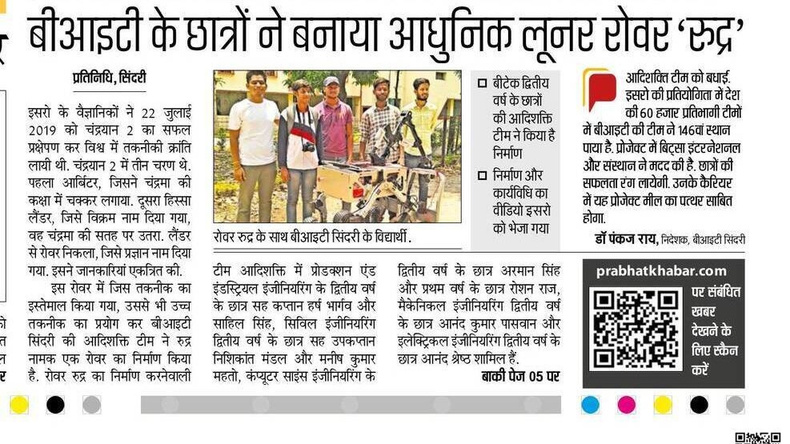 बीआइटी के छात्रों ने बनाया आधुनिक लूनर रोवर ‘रुद्र’
प्रतिनिधि, सिंदरी
इसरो के वैज्ञानिकों ने 22 जुलाई
2019 को चंद्रयान 2 का सफल
प्रक्षेपण कर विश्व में तकनीकी क्रांति
लायी थी. चंद्रयान 2 में तीन चरण थे.
पहला आर्विटर, जिसने चंद्रमा की
कक्षा में चक्कर लगाया. दूसरा हिस्सा
लैंडर, जिसे विक्रम नाम दिया गया,
वह चंद्रमा की सतह पर उतरा. लैंडर
से रोवर निकला, जिसे प्रज्ञान नाम दिया
गया. इसने जानकारियां एकत्रित की.
इस रोवर में जिस तकनीक का
इस्तेमाल किया गया, उससे भी उच्च
तकनीक का प्रयोग कर बीआइटी
सिंदरी की आदिशक्ति टीम ने रुद्र
नामक एक रोवर का निर्माण किया
है. रोवर रुद्र का निर्माण करनेवाली
रोवर रुद्र के साथ बीआइटी सिंदरी के विद्यार्थी.
बीटेक द्वितीय
वर्ष के छात्रों
की आदिशक्ति
टीम ने किया है
निर्माण
निर्माण और
कार्यविधि का
वीडियो इसरो
को भेजा गया
टीम आदिशक्ति में प्रोडक्शन एंड
इंडस्ट्रियल इंजीनियरिंग के द्वितीय वर्ष
के छात्र सह कप्तान हर्ष भार्गव और
साहिल सिंह, सिविल इंजीनियरिंग
द्वितीय वर्ष के छात्र सह उपकप्तान
निशिकांत मंडल और मनीष कुमार
महतो, कंप्यूटर साइंस इंजीनियरिंग के
द्वितीय वर्ष के छात्र अरमान सिंह
और प्रथम वर्ष के छात्र रोशन राज,
मैकेनिकल इंजीनियरिंग द्वितीय वर्ष
के छात्र आनंद कुमार पासवान और
इलेक्ट्रिकल इंजीनियरिंग द्वितीय वर्ष के
छात्र आनंद श्रेष्ठ शामिल हैं.
बाकी पेज 05 पर
आदिशक्ति टीम को बधाई.
इसरो की प्रतियोगिता में देश
की 60 हजार प्रतिभागी टीमों
में बीआइटी की टीम ने 146वां स्थान
पाया है. प्रोजेक्ट में बिट्सा इंटरनेशनल
और संस्थान ने मदद की है. छात्रों की
सफलता रंग लायेगी. उनके कैरियर
में यह प्रोजेक्ट मील का पत्थर साबित
होगा.
डॉ पंकज राय, निदेशक, बीआइटी सिंदरी
prabhatkhabar.com
पर संबंधित
खबर
देखने के
लिए स्कैन
करें